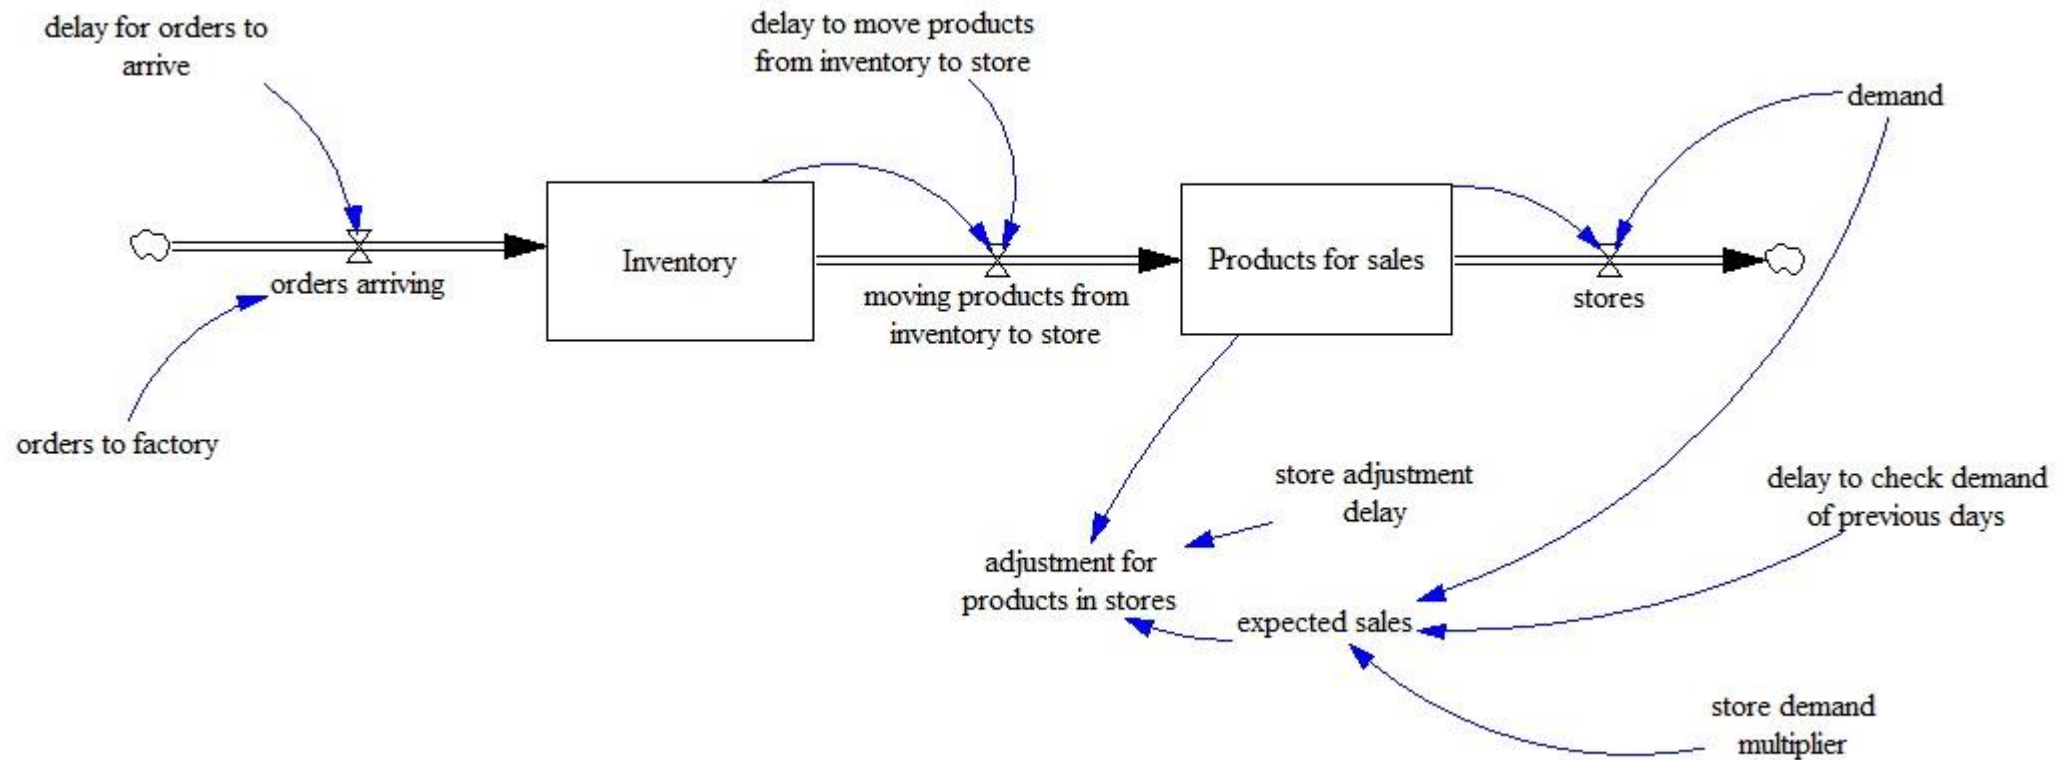 delay for orders to
arrive
delay to move products
from inventory to store
demand
Inventory
Products for sales
orders arriving
moving products from
inventory to store
stores
orders to factory
store adjustment
delay
delay to check demand
of previous days
adjustment for
products in stores
expected sales
store demand
multiplier